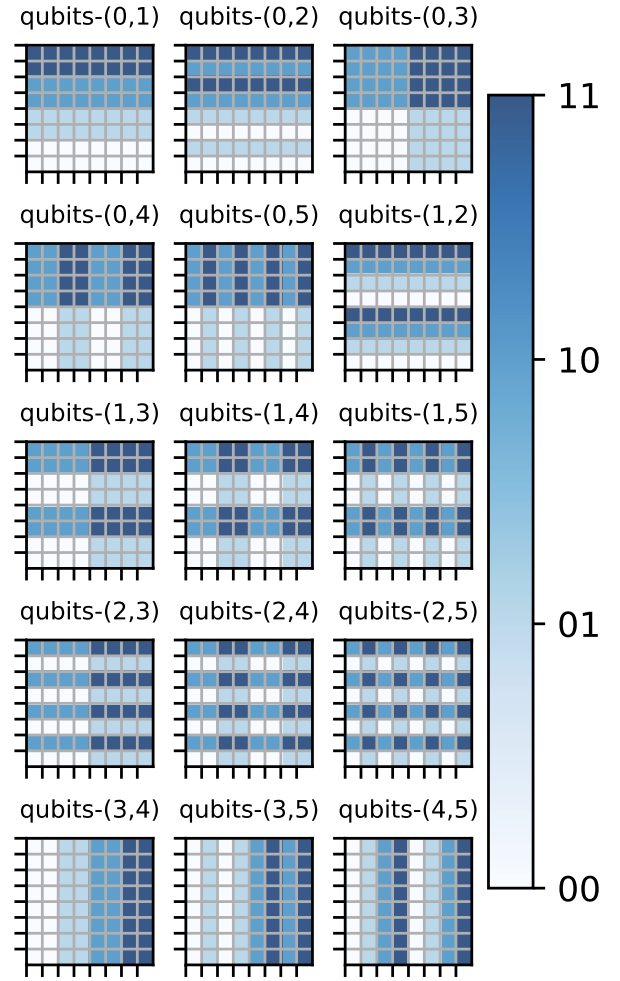 qubits-(0,1) qubits-(0,2) qubits-(0,3)
11
qubits-(0,4) qubits-(0,5) qubits-(1,2)
10
qubits-(1,3) qubits-(1,4) qubits-(1,5)
qubits-(2,3) qubits-(2,4) qubits-(2,5)
01
qubits-(3,4) qubits-(3,5) qubits-(4,5)
00